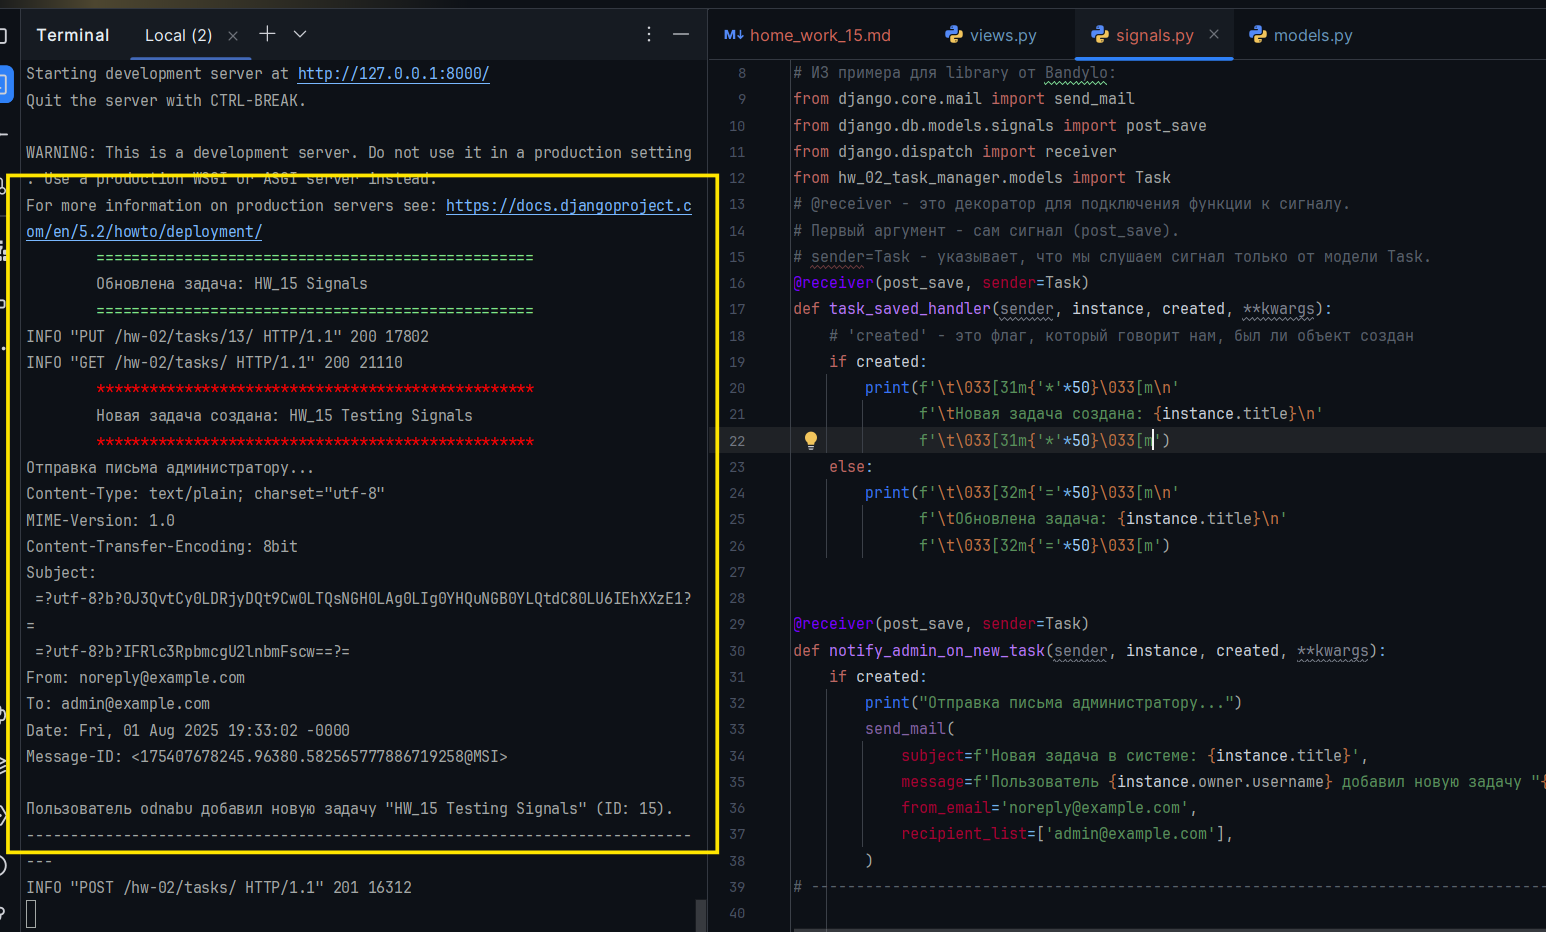 Terminal
Local (2)
Starting development server at http://127.0.0.1:8000/
Quit the server with CTRL-BREAK.
WARNING: This is a development server. Do not use it in a production setting
. Use a production WSGI or ASGI server instead.
For more information on production servers see: https://docs.djangoproject.c
om/en/5.2/howto/deployment/
==================================================
Обновлена задача: HW_15 Signals
==================================================
INFO "PUT /hw-02/tasks/13/ HTTP/1.1" 200 17802
INFO "GET /hw-02/tasks/ HTTP/1.1" 200 21110
**************************************************
Новая задача создана: HW_15 Testing Signals
**************************************************
Отправка письма администратору...
Content-Type: text/plain; charset="utf-8"
MIME-Version: 1.0
Content-Transfer-Encoding: 8bit
Subject:
=?utf-8?b?0J3QvtCy0LDRjyDQt9Cw0LTQsNGH0LAg0LIg0YHQuNGB0YLQtdC80LU6IEhXXzE1?
=
=?utf-8?b?IFRlc3RpbmcgU2lnbmFscw==?=
From: noreply@example.com
To: admin@example.com
Date: Fri, 01 Aug 2025 19:33:02 -0000
Message-ID: <175407678245.96380.582565777886719258@MSI>
Пользователь odnabu добавил новую задачу "HW_15 Testing Signals" (ID: 15).
--------------------------------------------------------------------------
---
INFO "POST /hw-02/tasks/ HTTP/1.1" 201 16312
M↓ home_work_15.md
views.py
signals.py
models.py
8 # ИЗ примера для library от Bandylo:
9 from django.core.mail import send_mail
10 from django.db.models.signals import post_save
11 from django.dispatch import receiver
12 from hw_02_task_manager.models import Task
13 # @receiver - это декоратор для подключения функции к сигналу.
14 # Первый аргумент - сам сигнал (post_save).
15 # sender=Task - указывает, что мы слушаем сигнал только от модели Task.
16 @receiver(post_save, sender=Task)
17 def task_saved_handler(sender, instance, created, **kwargs):
18 # 'created' - это флаг, который говорит нам, был ли объект создан
19 if created:
20 print(f'\t\033[31m{'*'*50}\033[m\n'
21 f'\tНовая задача создана: {instance.title}\n'
22 f'\t\033[31m{'*'*50}\033[m')
23 else:
24 print(f'\t\033[32m{'='*50}\033[m\n'
25 f'\tОбновлена задача: {instance.title}\n'
26 f'\t\033[32m{'='*50}\033[m')
27
28
29 @receiver(post_save, sender=Task)
30 def notify_admin_on_new_task(sender, instance, created, **kwargs):
31 if created:
32 print("Отправка письма администратору...")
33 send_mail(
34 subject=f'Новая задача в системе: {instance.title}',
35 message=f'Пользователь {instance.owner.username} добавил новую задачу "{
36 from_email='noreply@example.com',
37 recipient_list=['admin@example.com'],
38 )
39 # ----------------------------------------------------------------
40